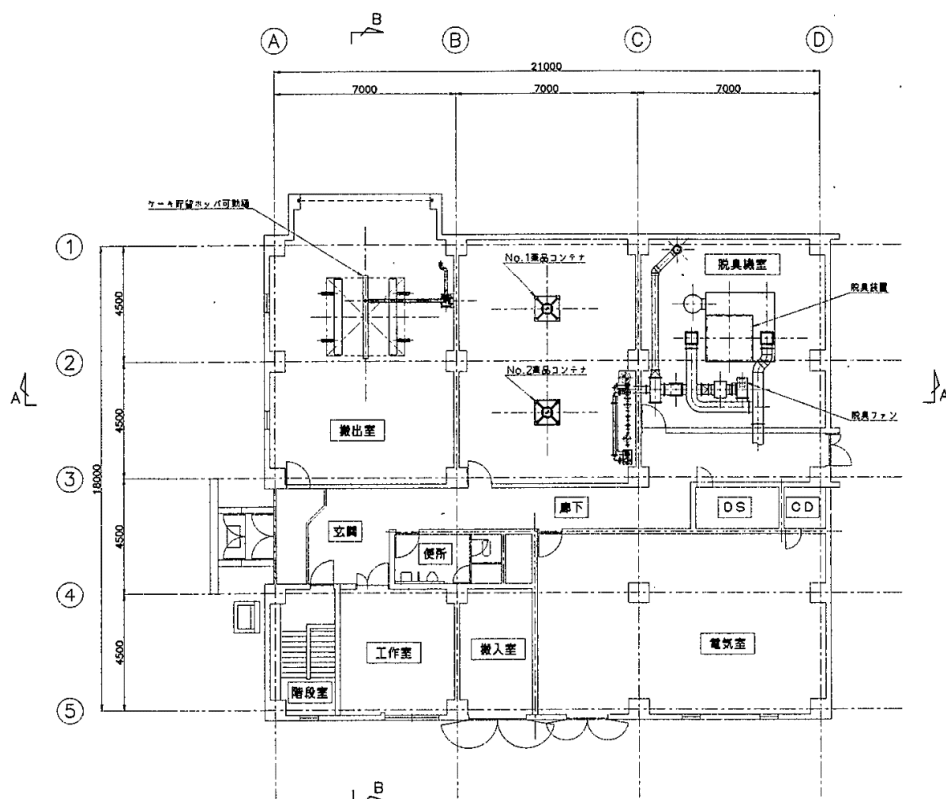 B
A
B
C
D
21000
7000
7000
7000
ケーキ貯留ホッパ可動幅
1
No.1薬品コンテナ
脱臭機室
脱臭装置
4500
2
No.2薬品コンテナ
A
A
4500
搬出室
脱臭ファン
3
18000
廊下
DS
CD
4500
玄関
便所
4
4500
工作室
搬入室
電気室
階段室
5
B